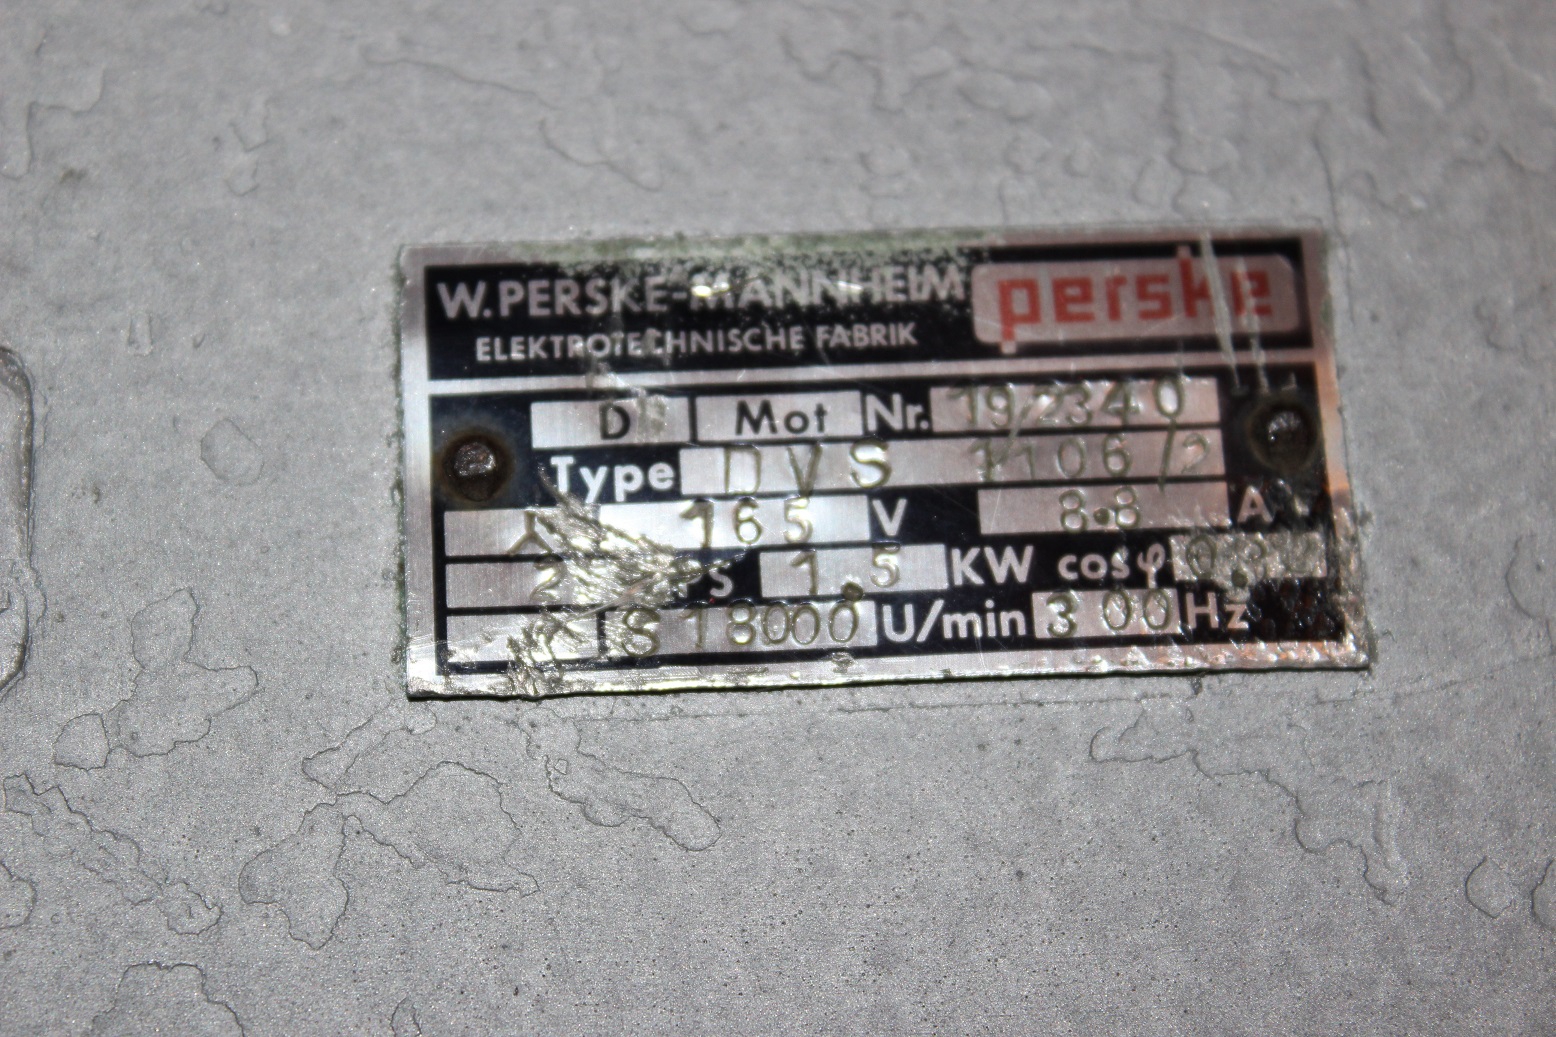 W.PERSKE-MANNHEIM perske
ELEKTROTECHNISCHE FABRIK
D Mot Nr. 192340
Type DVS 1106/2
165 V 8.8 A
2 PS 1.5 KW cosφ
S 18000 U/min 300 Hz